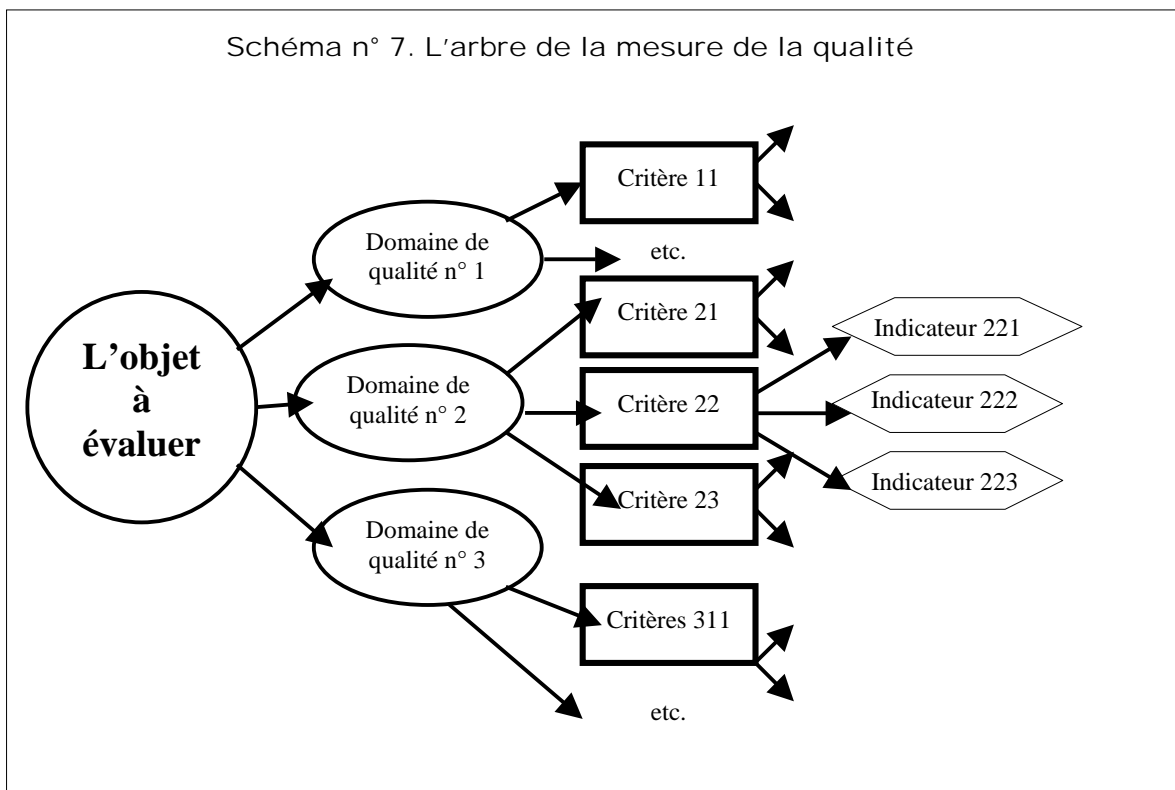 Schéma n° 7. L'arbre de la mesure de la qualité
Critère 11
Domaine de
qualité n° 1
etc.
Critère 21
Indicateur 221
L’objet
à
évaluer
Domaine de
qualité n° 2
Critère 22
Indicateur 222
Critère 23
Indicateur 223
Domaine de
qualité n° 3
Critères 311
etc.